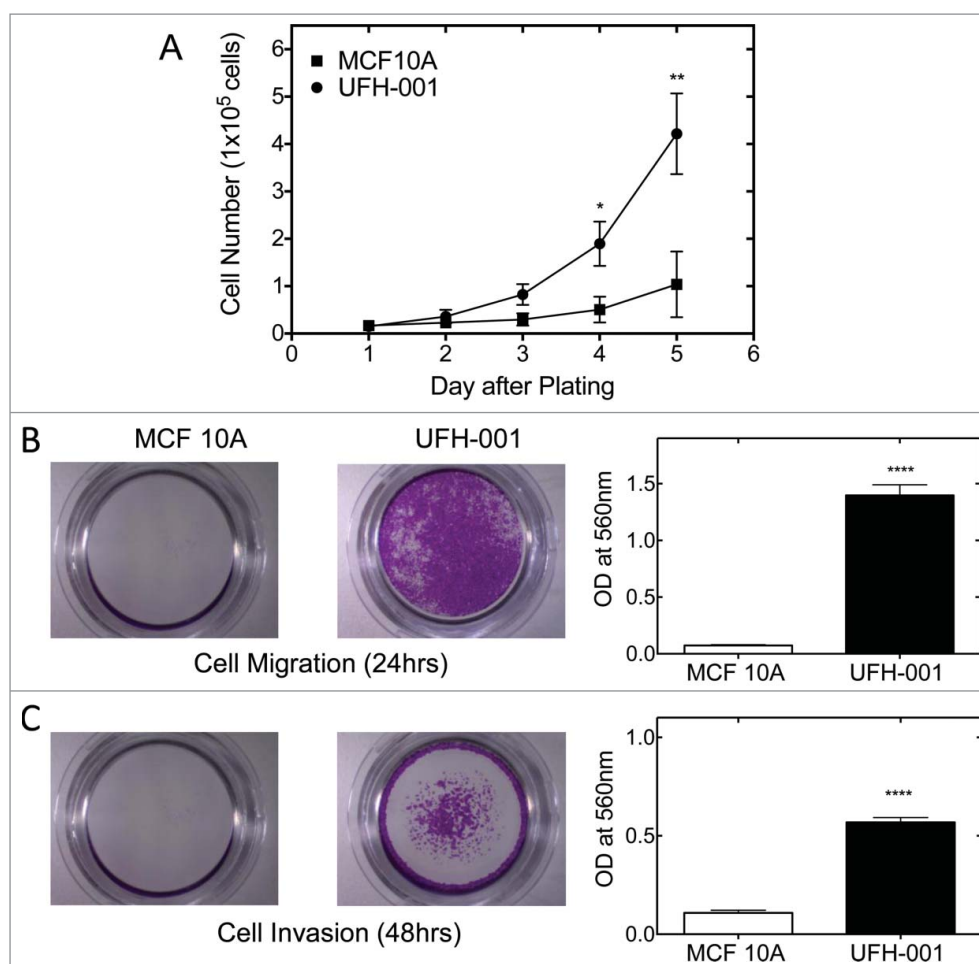 A
MCF10A
UFH-001
Cell Number (1x10⁵ cells)
6
5
4
3
2
1
0
*
**
0 1 2 3 4 5 6
Day after Plating
B
MCF 10A
UFH-001
Cell Migration (24hrs)
OD at 560nm
1.5
1.0
0.5
0.0
****
MCF 10A
UFH-001
C
Cell Invasion (48hrs)
OD at 560nm
1.0
0.5
0.0
****
MCF 10A
UFH-001